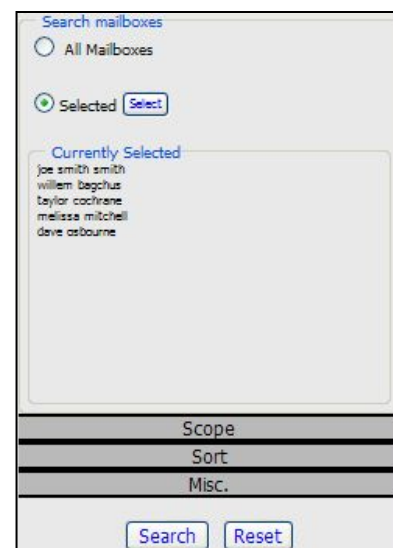 Search mailboxes
All Mailboxes
Selected Select
Currently Selected
joe smith smith
willem bagchus
taylor cochrane
melissa mitchell
dave osbourne
Scope
Sort
Misc.
Search Reset